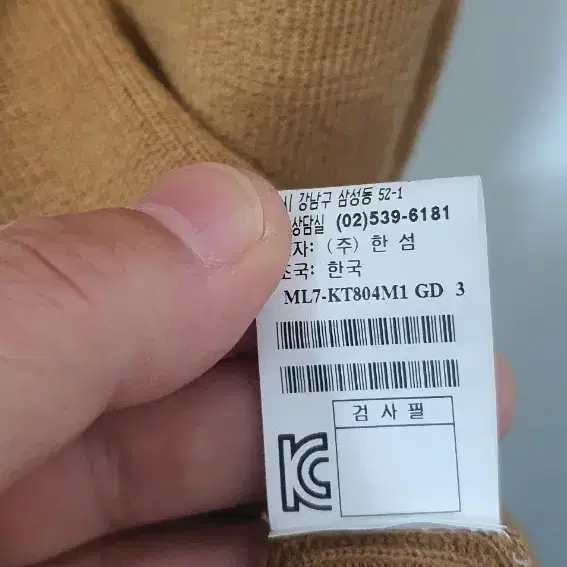 시 강남구 삼성동 52-1
상담실 (02)539-6181
자: (주) 한 섬
조국: 한국
ML7-KT804M1 GD 3
검 사 필
KC